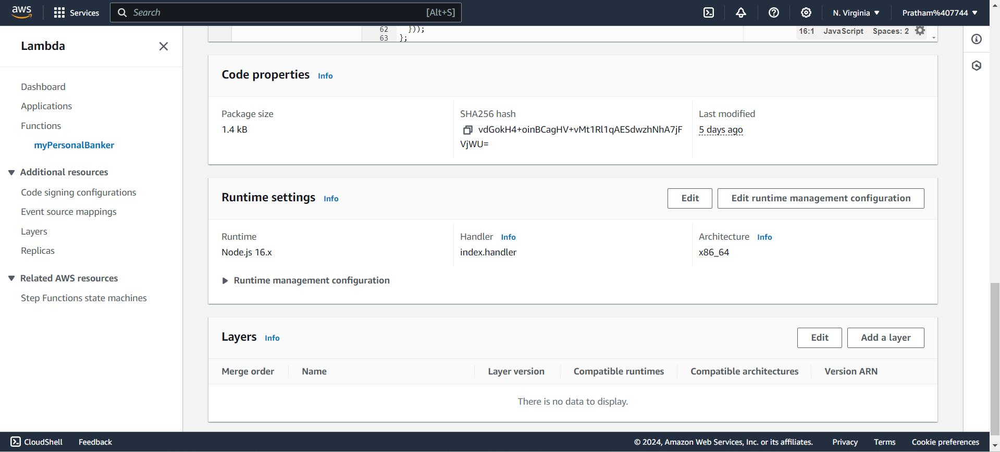 aws
Services
Search
[Alt+S]
N. Virginia
Pratham%407744
Lambda
Dashboard
Applications
Functions
myPersonalBanker
Additional resources
Code signing configurations
Event source mappings
Layers
Replicas
Related AWS resources
Step Functions state machines
62 }));
63 };
16:1 JavaScript Spaces: 2
Code properties Info
Package size
1.4 kB
SHA256 hash
vdGokH4+oinBCagHV+vMt1Rl1qAESdwzhNhA7jF
VjWU=
Last modified
5 days ago
Runtime settings Info
Edit
Edit runtime management configuration
Runtime
Node.js 16.x
Handler Info
index.handler
Architecture Info
x86_64
Runtime management configuration
Layers Info
Edit
Add a layer
Merge order Name Layer version Compatible runtimes Compatible architectures Version ARN
There is no data to display.
CloudShell Feedback
© 2024, Amazon Web Services, Inc. or its affiliates. Privacy Terms Cookie preferences